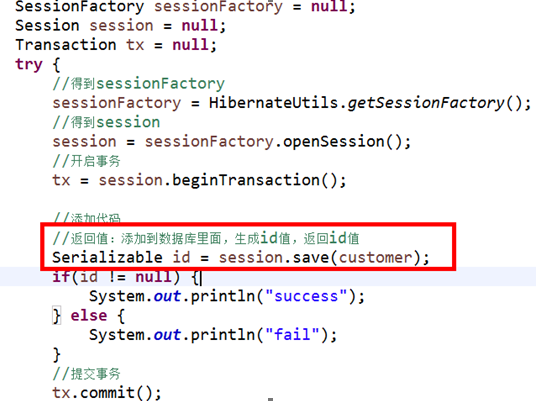 SessionFactory sessionFactory = null;
Session session = null;
Transaction tx = null;
try {
//得到sessionFactory
sessionFactory = HibernateUtils.getSessionFactory();
//得到session
session = sessionFactory.openSession();
//开启事务
tx = session.beginTransaction();
//添加代码
//返回值：添加到数据库里面，生成id值，返回id值
Serializable id = session.save(customer);
if(id != null) {
System.out.println("success");
} else {
System.out.println("fail");
}
//提交事务
tx.commit();